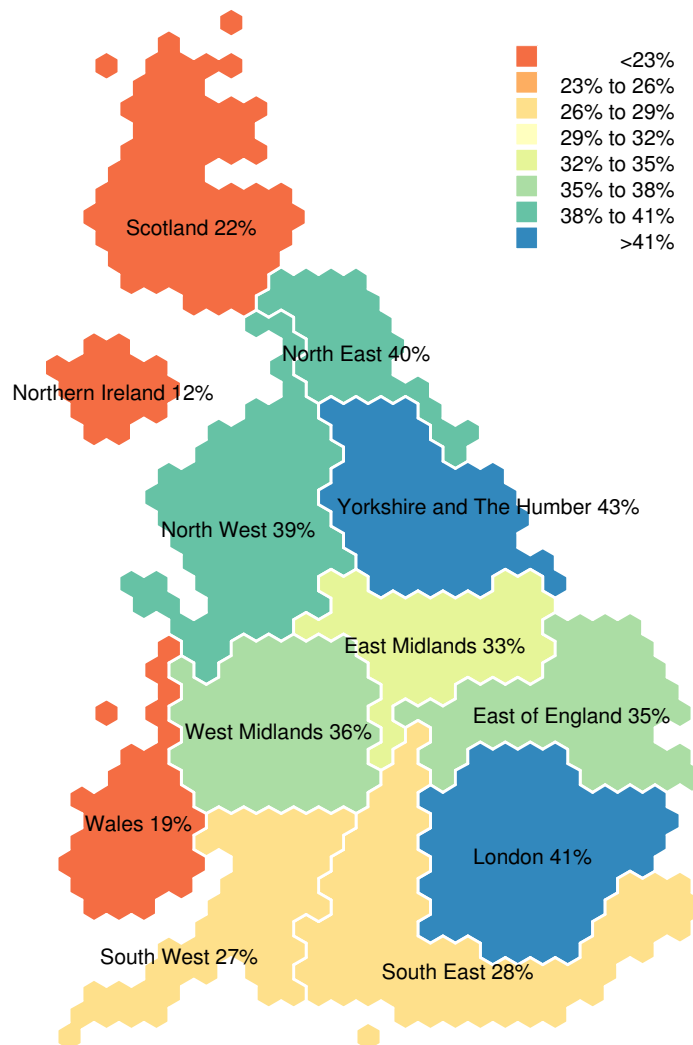 <23%
23% to 26%
26% to 29%
29% to 32%
32% to 35%
35% to 38%
38% to 41%
>41%
Scotland 22%
North East 40%
Northern Ireland 12%
Yorkshire and The Humber 43%
North West 39%
East Midlands 33%
East of England 35%
West Midlands 36%
Wales 19%
London 41%
South West 27%
South East 28%